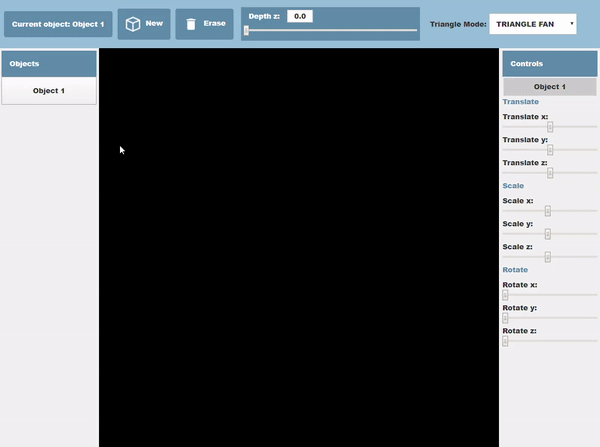 Current object: Object 1
New
Erase
Depth z: 0.0
Triangle Mode: TRIANGLE FAN
Objects
Object 1
Controls
Object 1
Translate
Translate x:
Translate y:
Translate z:
Scale
Scale x:
Scale y:
Scale z:
Rotate
Rotate x:
Rotate y:
Rotate z: